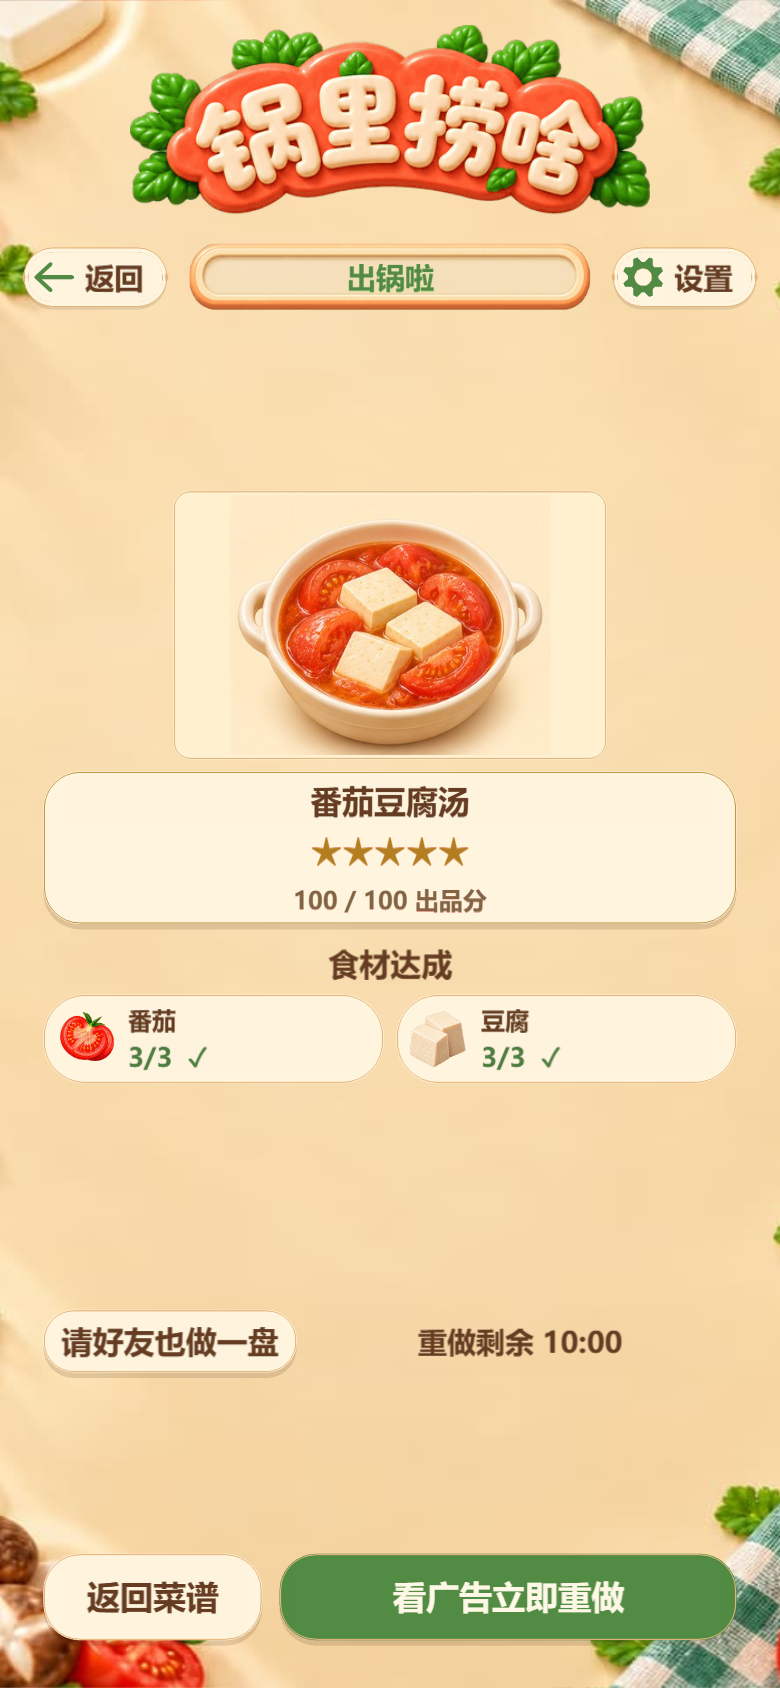 锅里捞啥
返回
出锅啦
设置
番茄豆腐汤
★★★★★
100 / 100 出品分
食材达成
番茄
3/3 ✓
豆腐
3/3 ✓
请好友也做一盘
重做剩余 10:00
返回菜谱
看广告立即重做